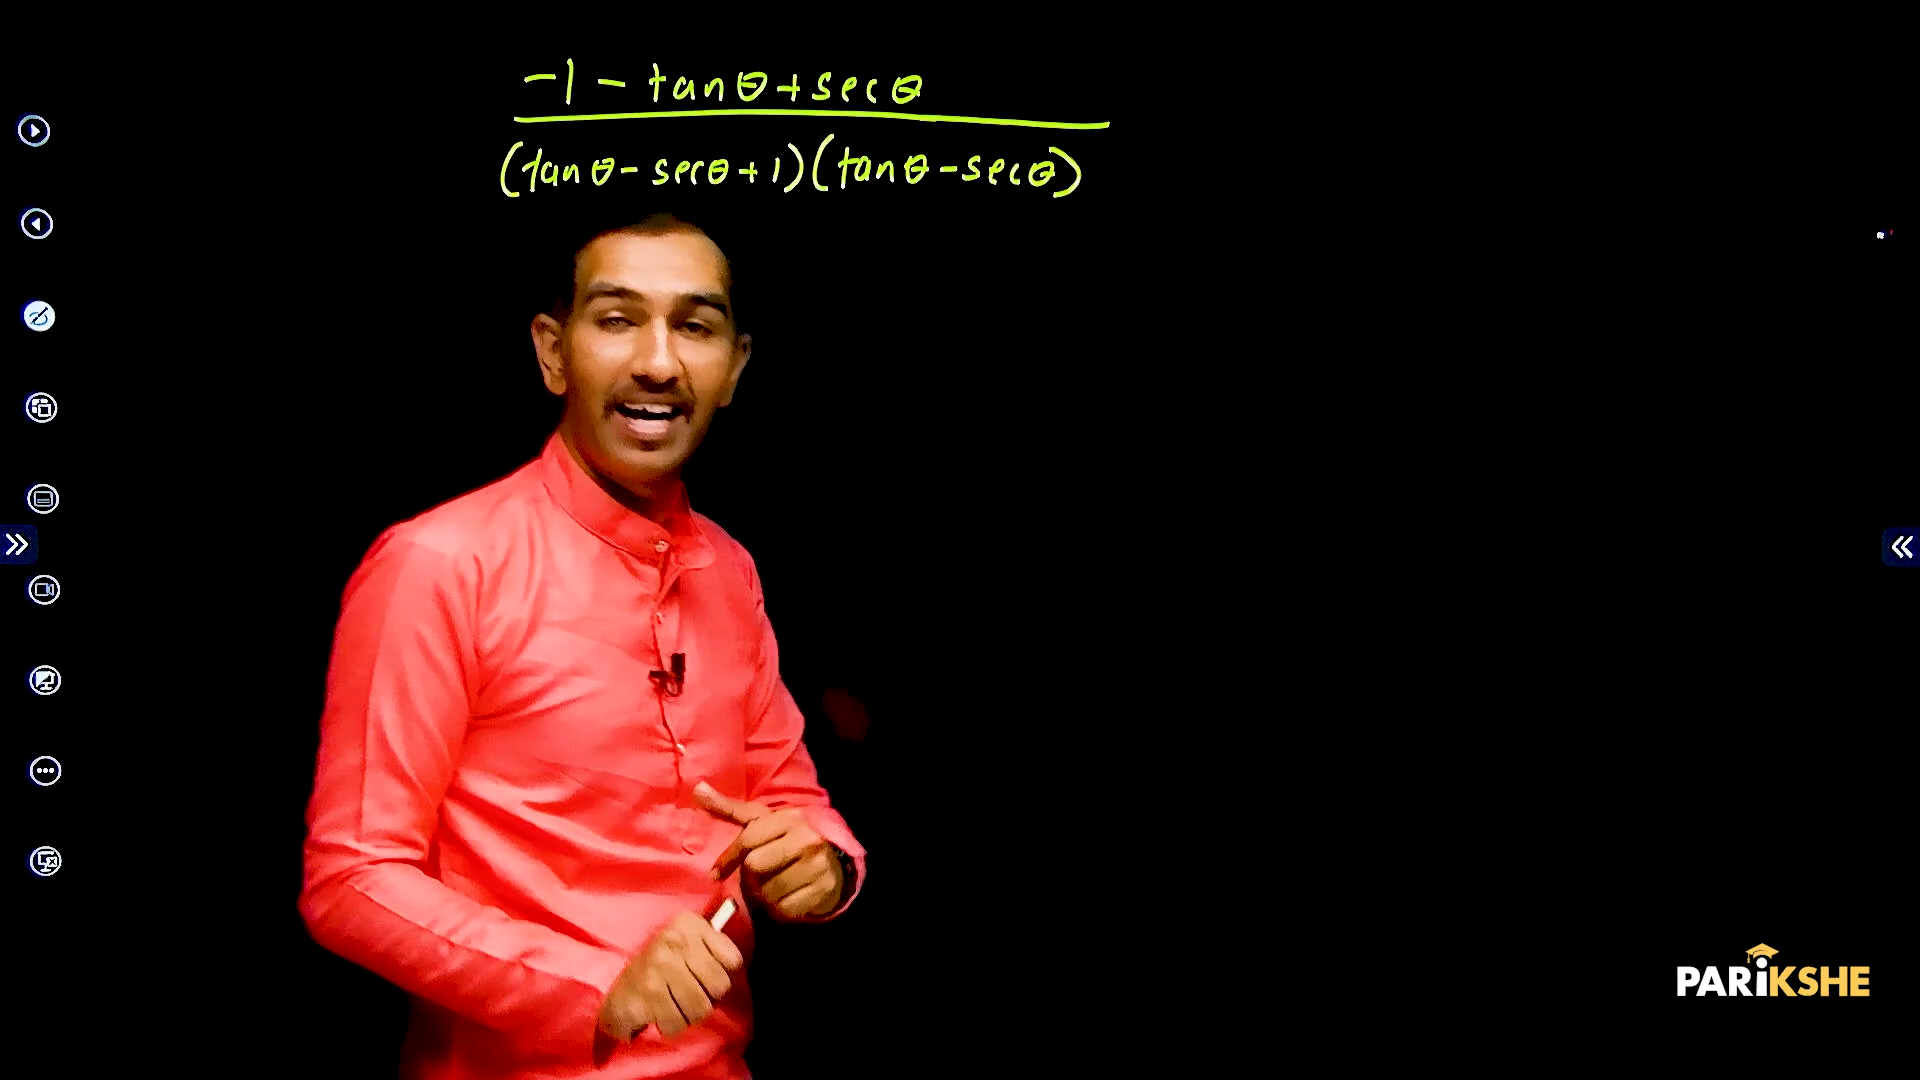 -1 - tanθ + secθ
(tanθ - secθ + 1)(tanθ - secθ)
PARiKSHE